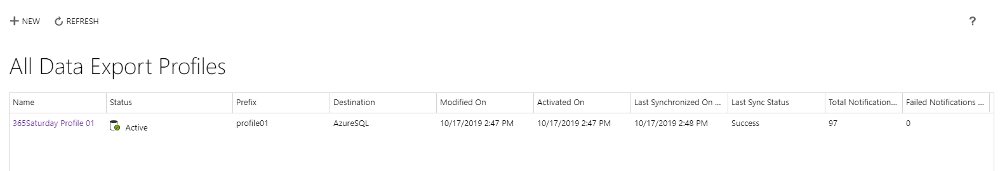 NEW REFRESH ?
All Data Export Profiles
Name Status Prefix Destination Modified On Activated On Last Synchronized On ... Last Sync Status Total Notification... Failed Notifications ...
365Saturday Profile 01 Active profile01 AzureSQL 10/17/2019 2:47 PM 10/17/2019 2:47 PM 10/17/2019 2:48 PM Success 97 0